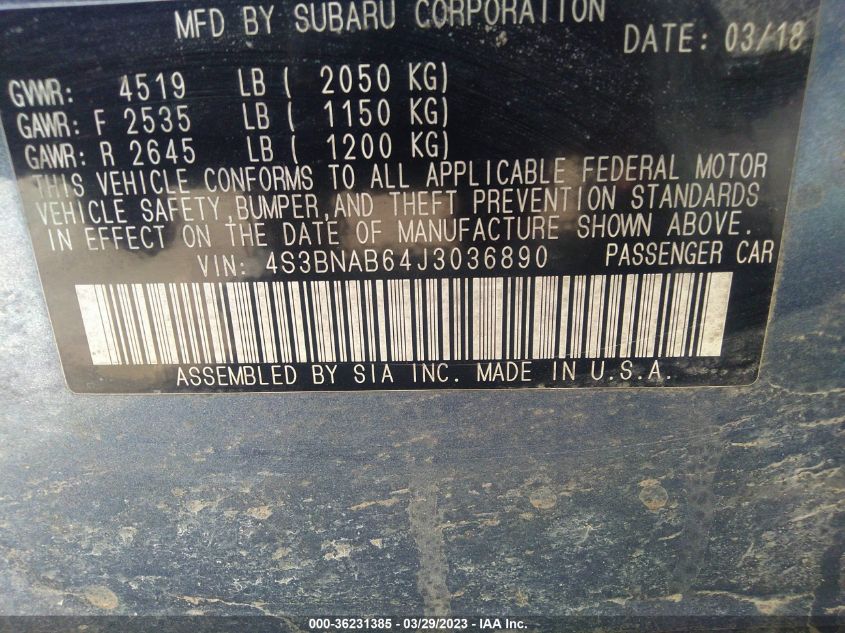 MFD BY SUBARU CORPORATION
DATE: 03/18
GVWR: 4519 LB ( 2050 KG)
GAWR: F 2535 LB ( 1150 KG)
GAWR: R 2645 LB ( 1200 KG)
THIS VEHICLE CONFORMS TO ALL APPLICABLE FEDERAL MOTOR
VEHICLE SAFETY,BUMPER,AND THEFT PREVENTION STANDARDS
IN EFFECT ON THE DATE OF MANUFACTURE SHOWN ABOVE.
VIN: 4S3BNAB64J3036890 PASSENGER CAR
ASSEMBLED BY SIA INC. MADE IN U.S.A.
000-36231385 - 03/29/2023 - IAA Inc.